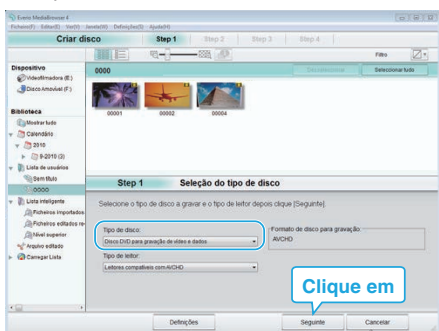 Everio MediaBrowser 4
Ficheiro(F) Editar(E) Ver(V) Janela(W) Definições(S) Ajuda(H)
Criar disco Step 1 Step 2 Step 3 Step 4
Filtro
Dispositivo
Videofilmadora (E:)
Disco Amovível (F:)
0000 Selecionar tudo
00001 00002 00004
Biblioteca
Mostrar tudo
Calendário
2010
9-2010 (3)
Lista de usuários
Sem título
0000
Lista inteligente
Ficheiros importados
Ficheiros editados re
Nível superior
Arquivo editado
Carregar Lista
Step 1 Seleção do tipo de disco
Selecione o tipo de disco a gravar e o tipo de leitor depois clique [Seguinte].
Tipo de disco:
Disco DVD para gravação de vídeo e dados
Formato de disco para gravação:
AVCHD
Tipo de leitor:
Leitores compatíveis com AVCHD
Clique em
Definições Seguinte Cancelar